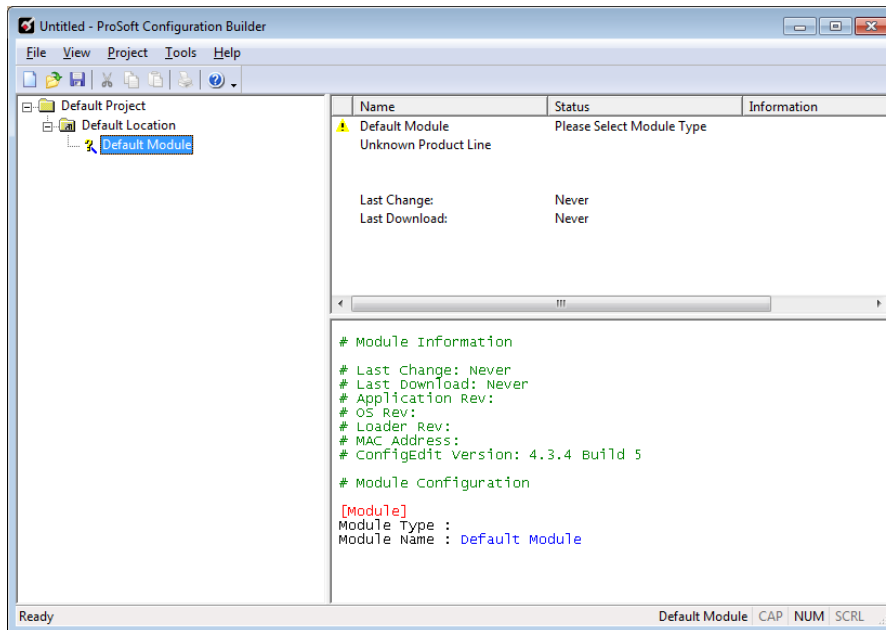 Untitled - ProSoft Configuration Builder
File View Project Tools Help
Default Project
Default Location
Default Module
Name Status Information
Default Module Please Select Module Type
Unknown Product Line
Last Change: Never
Last Download: Never
# Module Information
# Last Change: Never
# Last Download: Never
# Application Rev:
# OS Rev:
# Loader Rev:
# MAC Address:
# ConfigEdit Version: 4.3.4 Build 5
# Module Configuration
[Module]
Module Type :
Module Name : Default Module
Ready Default Module CAP NUM SCRL